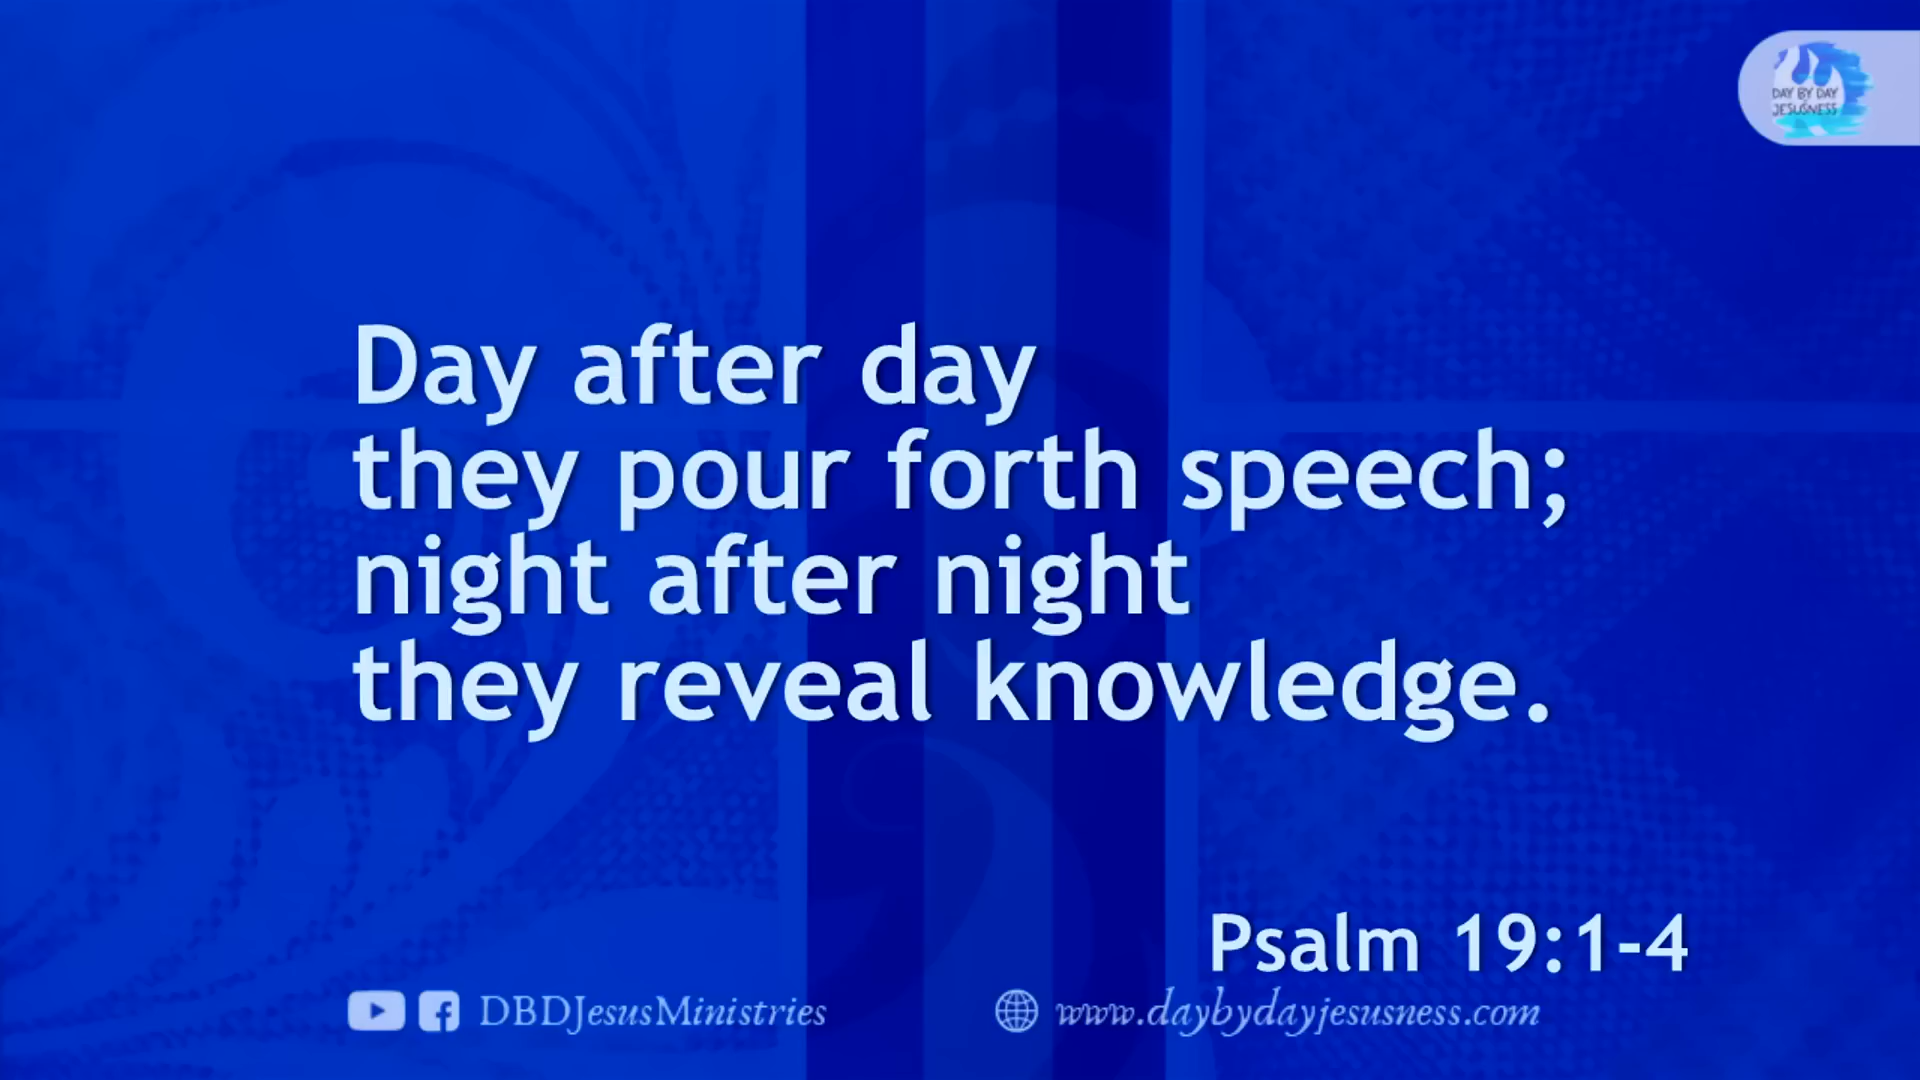 DAY BY DAY
JESUSNESS
Day after day
they pour forth speech;
night after night
they reveal knowledge.
Psalm 19:1-4
DBDJesusMinistries
www.daybydayjesusness.com